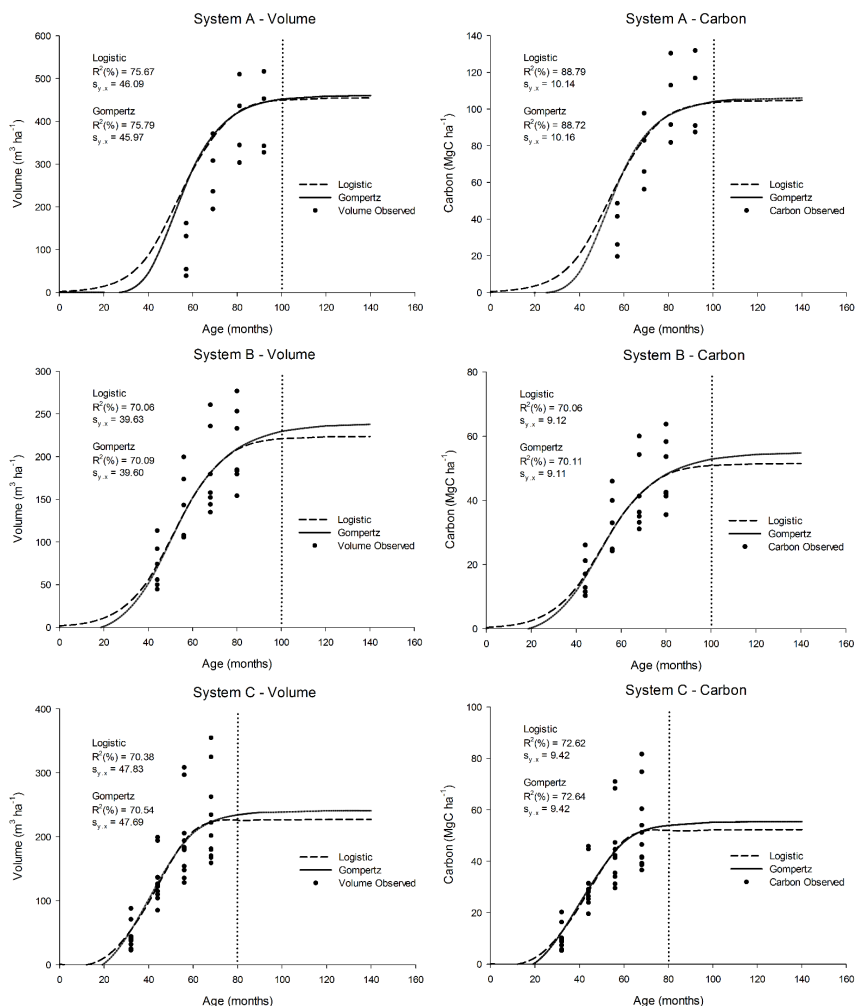 System A - Volume
Logistic
R²(%) = 75.67
s y.x = 46.09
Gompertz
R²(%) = 75.79
s y.x = 45.97
Logistic
Gompertz
Volume Observed
Volume (m³ ha⁻¹)
600
500
400
300
200
100
0
0 20 40 60 80 100 120 140 160
Age (months)
System A - Carbon
Logistic
R²(%) = 88.79
s y.x = 10.14
Gompertz
R²(%) = 88.72
s y.x = 10.16
Logistic
Gompertz
Carbon Observed
Carbon (MgC ha⁻¹)
140
120
100
80
60
40
20
0
0 20 40 60 80 100 120 140 160
Age (months)
System B - Volume
Logistic
R²(%) = 70.06
s y.x = 39.63
Gompertz
R²(%) = 70.09
s y.x = 39.60
Logistic
Gompertz
Volume Observed
Volume (m³ ha⁻¹)
300
250
200
150
100
50
0
0 20 40 60 80 100 120 140 160
Age (months)
System B - Carbon
Logistic
R²(%) = 70.06
s y.x = 9.12
Gompertz
R²(%) = 70.11
s y.x = 9.11
Logistic
Gompertz
Carbon Observed
Carbon (MgC ha⁻¹)
80
60
40
20
0
0 20 40 60 80 100 120 140 160
Age (months)
System C - Volume
Logistic
R²(%) = 70.38
s y.x = 47.83
Gompertz
R²(%) = 70.54
s y.x = 47.69
Logistic
Gompertz
Volume Observed
Volume (m³ ha⁻¹)
400
300
200
100
0
0 20 40 60 80 100 120 140 160
Age (months)
System C - Carbon
Logistic
R²(%) = 72.62
s y.x = 9.42
Gompertz
R²(%) = 72.64
s y.x = 9.42
Logistic
Gompertz
Carbon Observed
Carbon (MgC ha⁻¹)
100
80
60
40
20
0
0 20 40 60 80 100 120 140 160
Age (months)